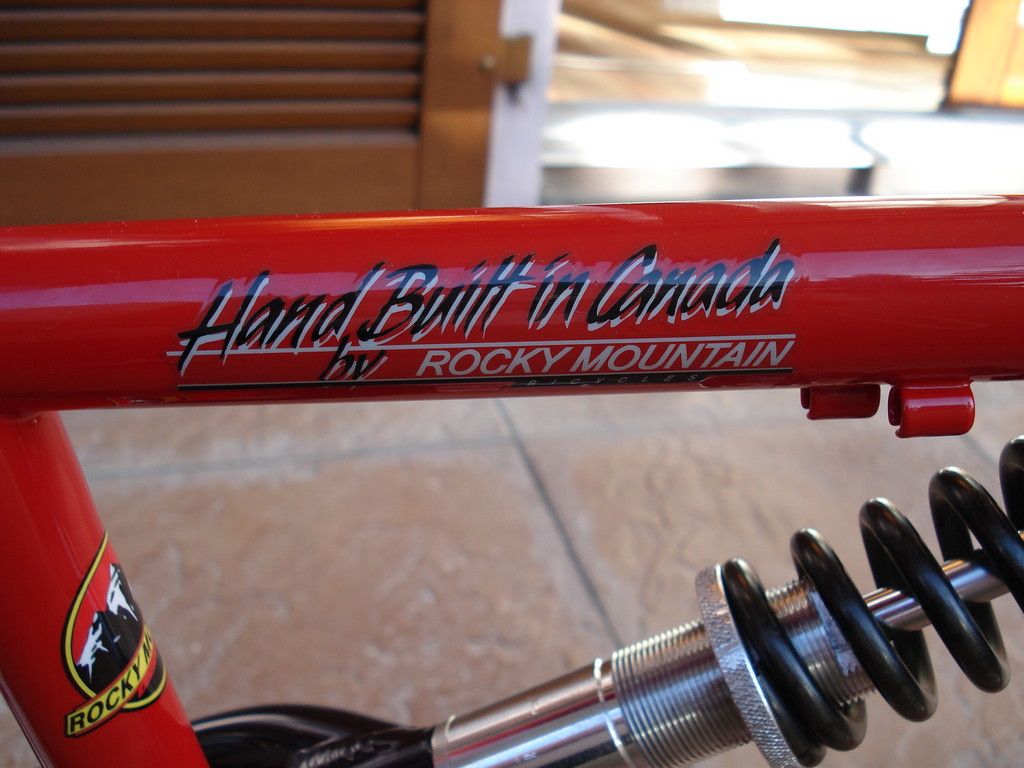 Hand Built in Canada
by ROCKY MOUNTAIN
BICYCLES
ROCKY M